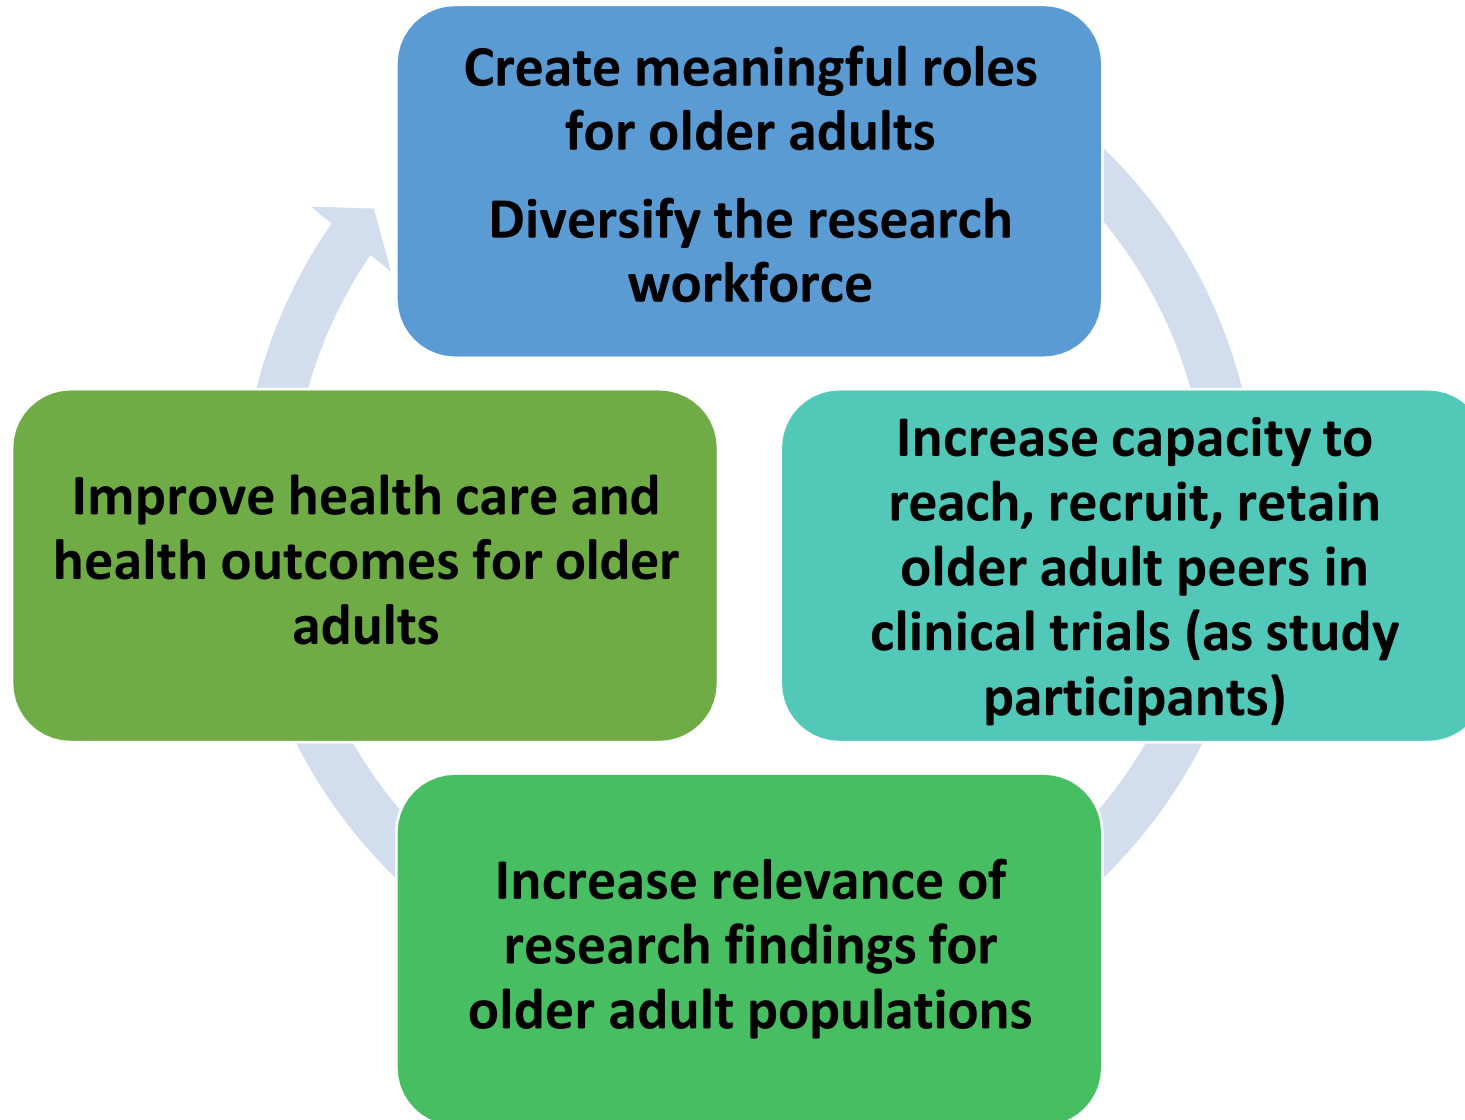 Create meaningful roles
for older adults
Diversify the research
workforce
Increase capacity to
reach, recruit, retain
older adult peers in
clinical trials (as study
participants)
Increase relevance of
research findings for
older adult populations
Improve health care and
health outcomes for older
adults